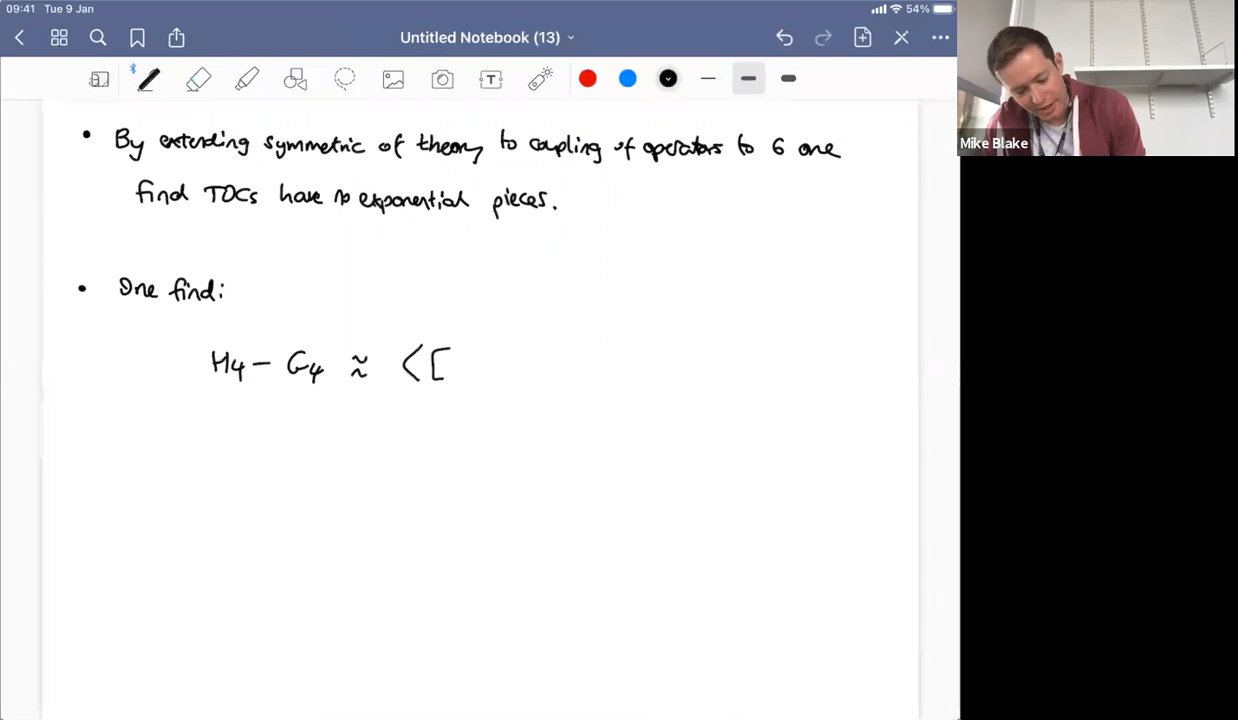 09:41 Tue 9 Jan
54%
Untitled Notebook (13)
• By extending symmetric of theory to coupling of operators to 6 one
find TOCs have no exponential pieces.
• One find:
H4 - G4 ≈ < [
Mike Blake